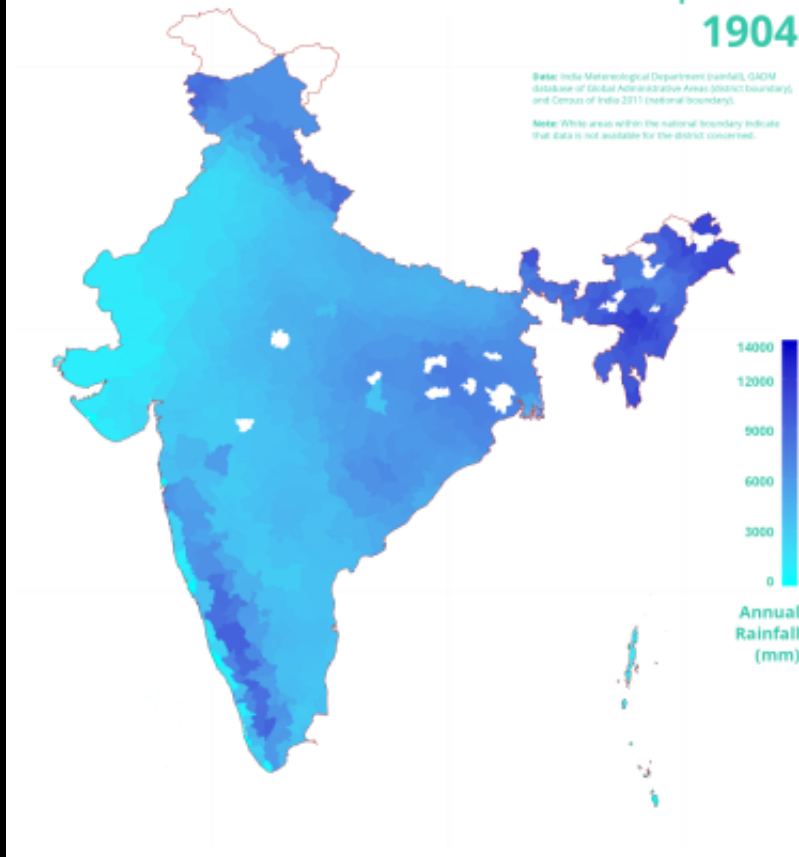 1904
Data: India Metereological Department (rainfall), GADM
database of Global Administrative Areas (district boundary),
and Census of India 2011 (national boundary).
Note: White areas within the national boundary indicate
that data is not available for the district concerned.
14000
12000
9000
6000
3000
0
Annual
Rainfall
(mm)